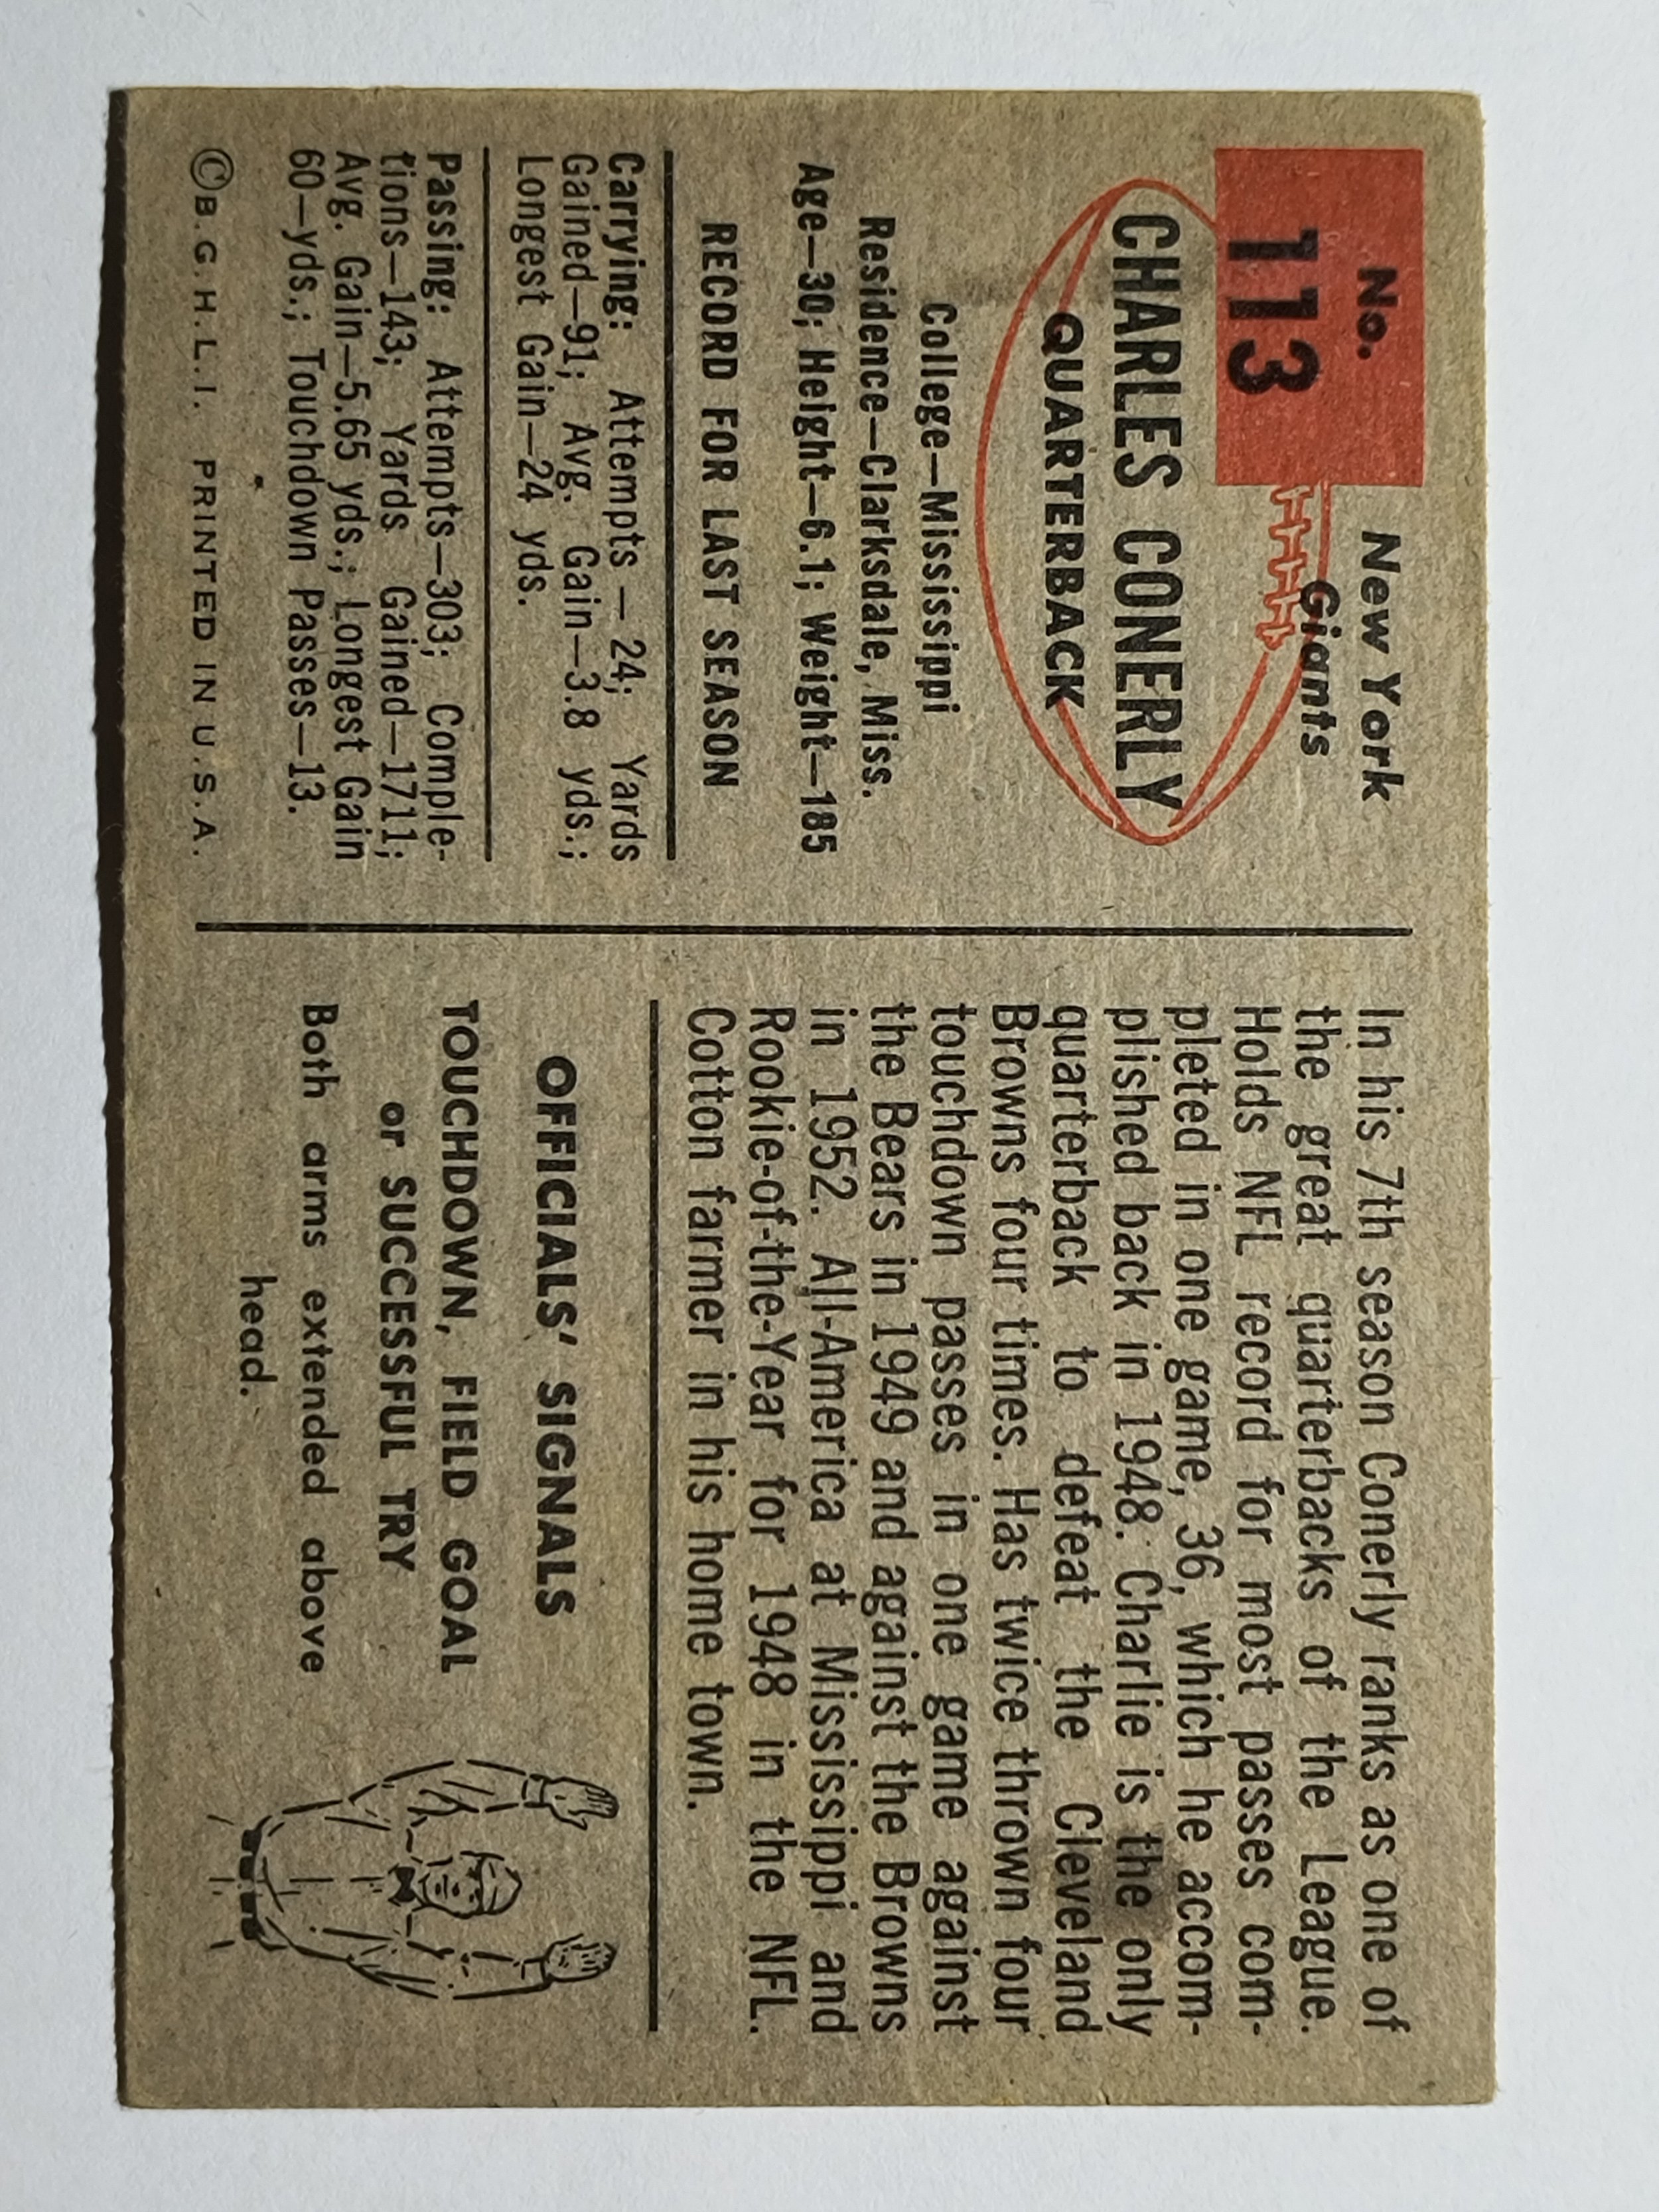 No.
113
New York
Giants
CHARLES CONERLY
QUARTERBACK
College—Mississippi
Residence—Clarksdale, Miss.
Age—30; Height—6.1; Weight—185
RECORD FOR LAST SEASON
Carrying: Attempts — 24; Yards
Gained—91; Avg. Gain—3.8 yds.;
Longest Gain—24 yds.
Passing: Attempts—303; Comple-
tions—143; Yards Gained—1711;
Avg. Gain—5.65 yds.; Longest Gain
60—yds.; Touchdown Passes—13.
©B.G.H.L.I. PRINTED IN U.S.A.
In his 7th season Conerly ranks as one of
the great quarterbacks of the League.
Holds NFL record for most passes com-
pleted in one game, 36, which he accom-
plished back in 1948. Charlie is the only
quarterback to defeat the Cleveland
Browns four times. Has twice thrown four
touchdown passes in one game against
the Bears in 1949 and against the Browns
in 1952. All-America at Mississippi and
Rookie-of-the-Year for 1948 in the NFL.
Cotton farmer in his home town.
OFFICIALS' SIGNALS
TOUCHDOWN, FIELD GOAL
or SUCCESSFUL TRY
Both arms extended above
head.